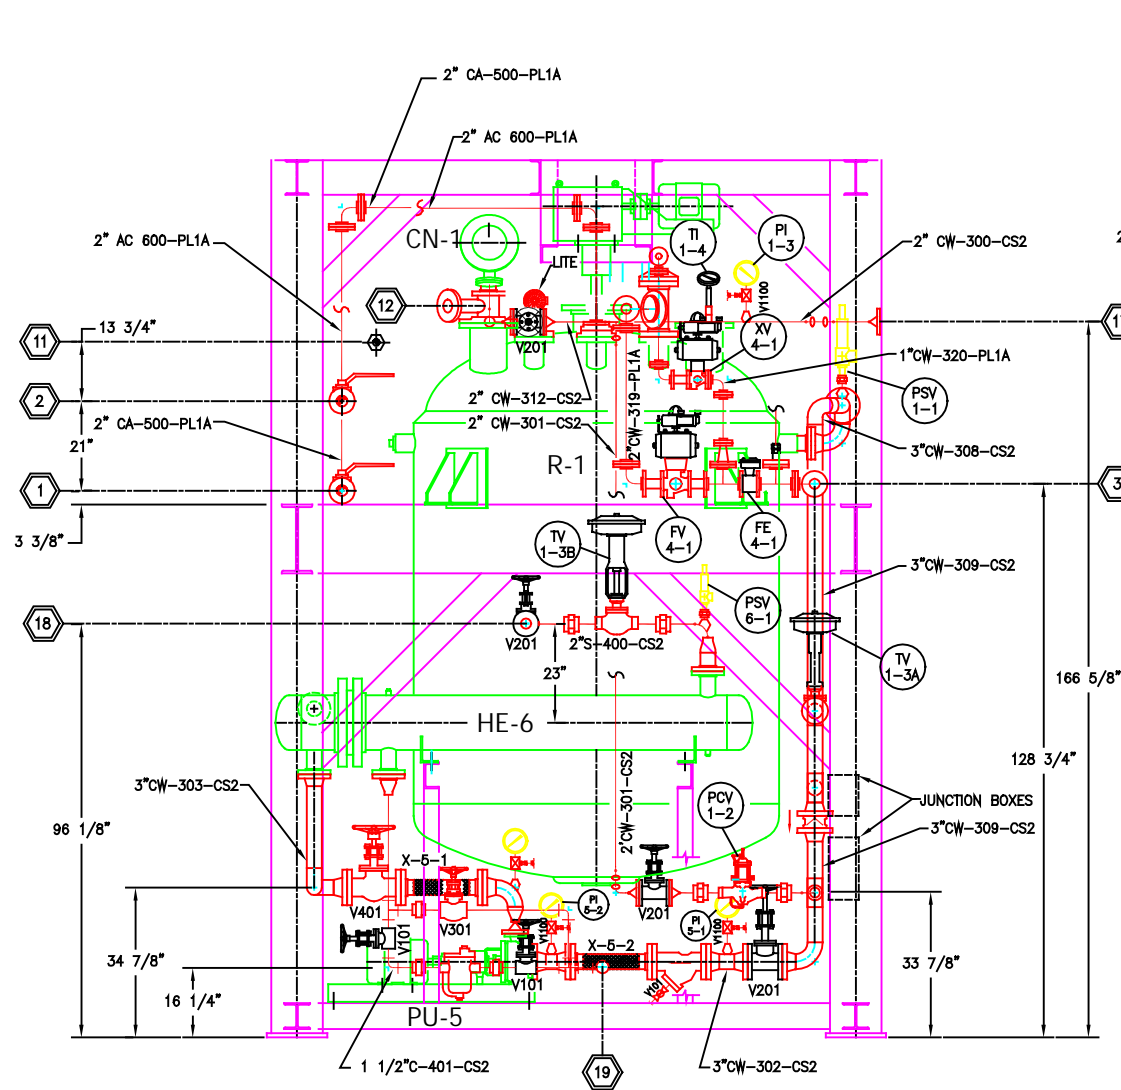 2" CA-500-PL1A
2" AC 600-PL1A
CN-1
TI
1-4
PI
1-3
2" CW-300-CS2
2
2" AC 600-PL1A
LITE
V1100
12
XV
4-1
11
13 3/4"
V201
1"CW-320-PL1A
2" CW-312-CS2
PSV
1-1
2
2" CA-500-PL1A
2" CW-301-CS2
2"CW-319-PL1A
21"
3"CW-308-CS2
R-1
1
3
3 3/8"
TV
1-3B
FV
4-1
FE
4-1
3"CW-309-CS2
PSV
6-1
18
V201
2"S-400-CS2
23"
TV
1-3A
166 5/8"
HE-6
128 3/4"
3"CW-303-CS2
2"CW-301-CS2
PCV
1-2
JUNCTION BOXES
96 1/8"
3"CW-309-CS2
X-5-1
V401
V301
PI
5-2
V201
PI
5-1
V101
V1100
V1100
X-5-2
34 7/8"
33 7/8"
V101
V101
V201
16 1/4"
PU-5
1 1/2"C-401-CS2
19
3"CW-302-CS2